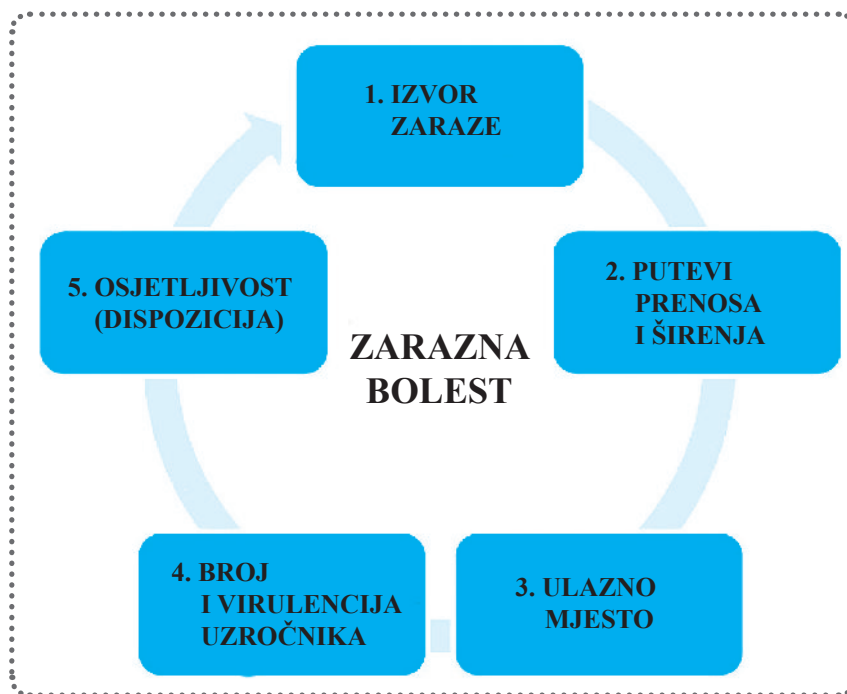 1. IZVOR
ZARAZE
2. PUTEVI
PRENOSA
I ŠIRENJA
3. ULAZNO
MJESTO
4. BROJ
I VIRULENCIJA
UZROČNIKA
5. OSJETLJIVOST
(DISPOZICIJA)
ZARAZNA
BOLEST